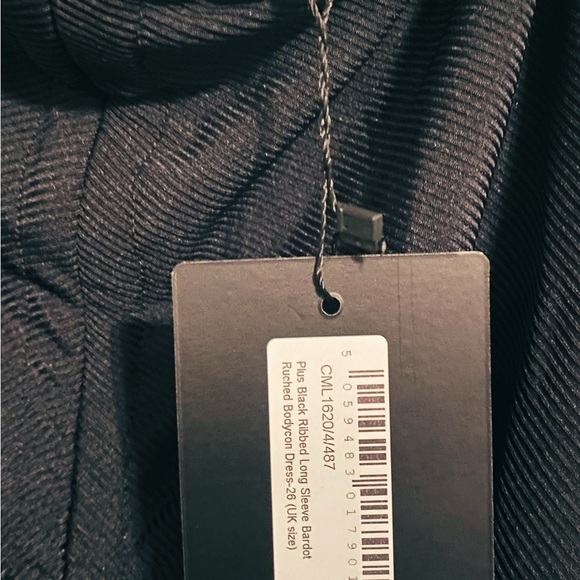 5 059483 01790
CML1620/4/487
Plus Black Ribbed Long Sleeve Bardot
Ruched Bodycon Dress-26 (UK size)